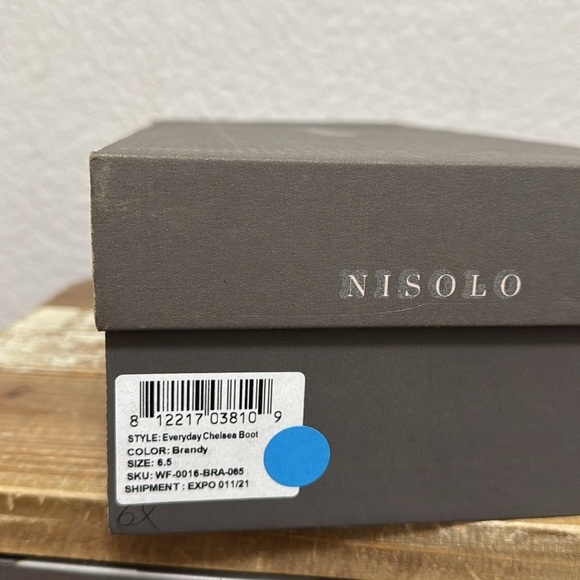 NISOLO
8 12217 03810 9
STYLE: Everyday Chelsea Boot
COLOR: Brandy
SIZE: 6.5
SKU: WF-0016-BRA-065
SHIPMENT : EXPO 011/21
6X